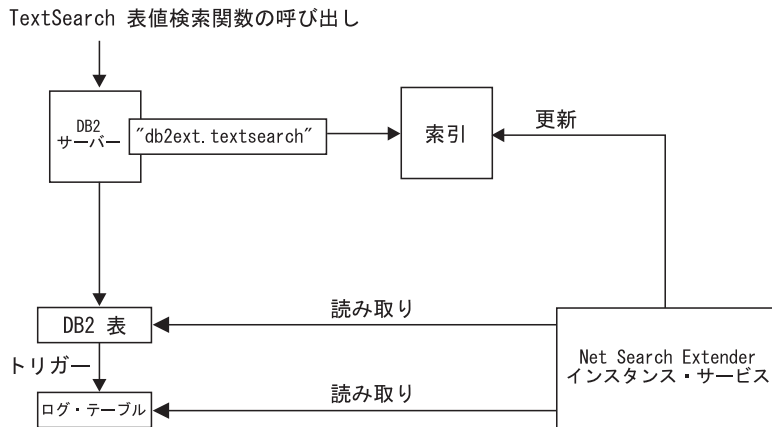 TextSearch 表値検索関数の呼び出し
DB2
サーバー
"db2ext.textsearch"
索引
更新
読み取り
DB2 表
トリガー
Net Search Extender
インスタンス・サービス
読み取り
ログ・テーブル